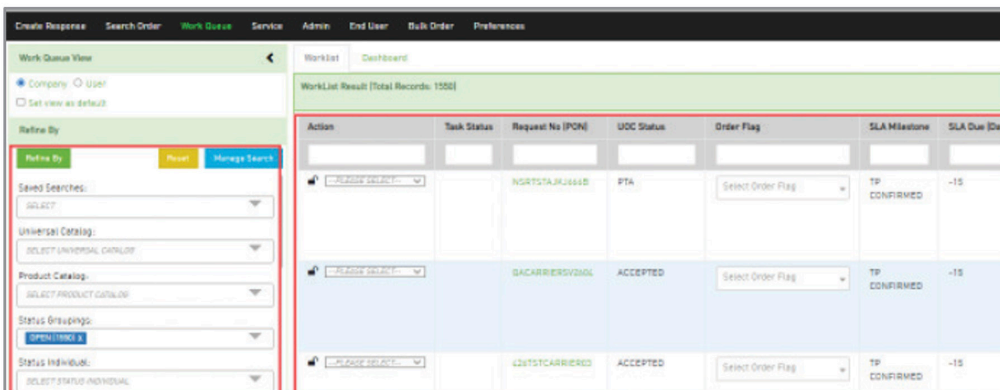 Create Response Search Order Work Queue Service Admin End User Bulk Order Preferences
Work Queue View
Company User
Set view as default
Refine By
Refine By Reset Manage Search
Saved Searches:
SELECT
Universal Catalog:
SELECT UNIVERSAL CATALOG
Product Catalog:
SELECT PRODUCT CATALOG
Status Groupings:
OPEN (1550) x
Status Individual:
SELECT STATUS INDIVIDUAL
Worklist Dashboard
WorkList Result (Total Records: 1550)
Action Task Status Request No (PON) UOC Status Order Flag SLA Milestone SLA Due
--PLEASE SELECT-- PTA Select Order Flag TP -15
CONFIRMED
--PLEASE SELECT-- ACCEPTED Select Order Flag TP -15
CONFIRMED
--PLEASE SELECT-- ACCEPTED Select Order Flag TP -15
CONFIRMED